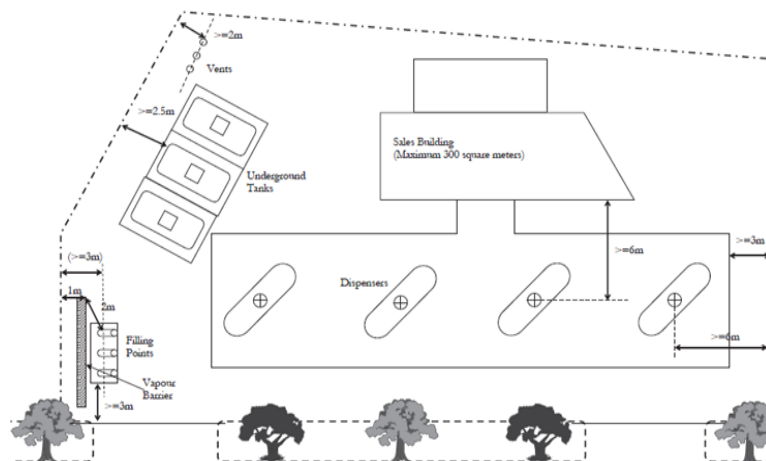 >=2m
Vents
>=2.5m
Sales Building
(Maximum 300 square meters)
Underground
Tanks
>=6m
>=3m
(>=3m)
Dispensers
1m
2m
>=6m
Filling
Points
Vapour
Barrier
>=3m